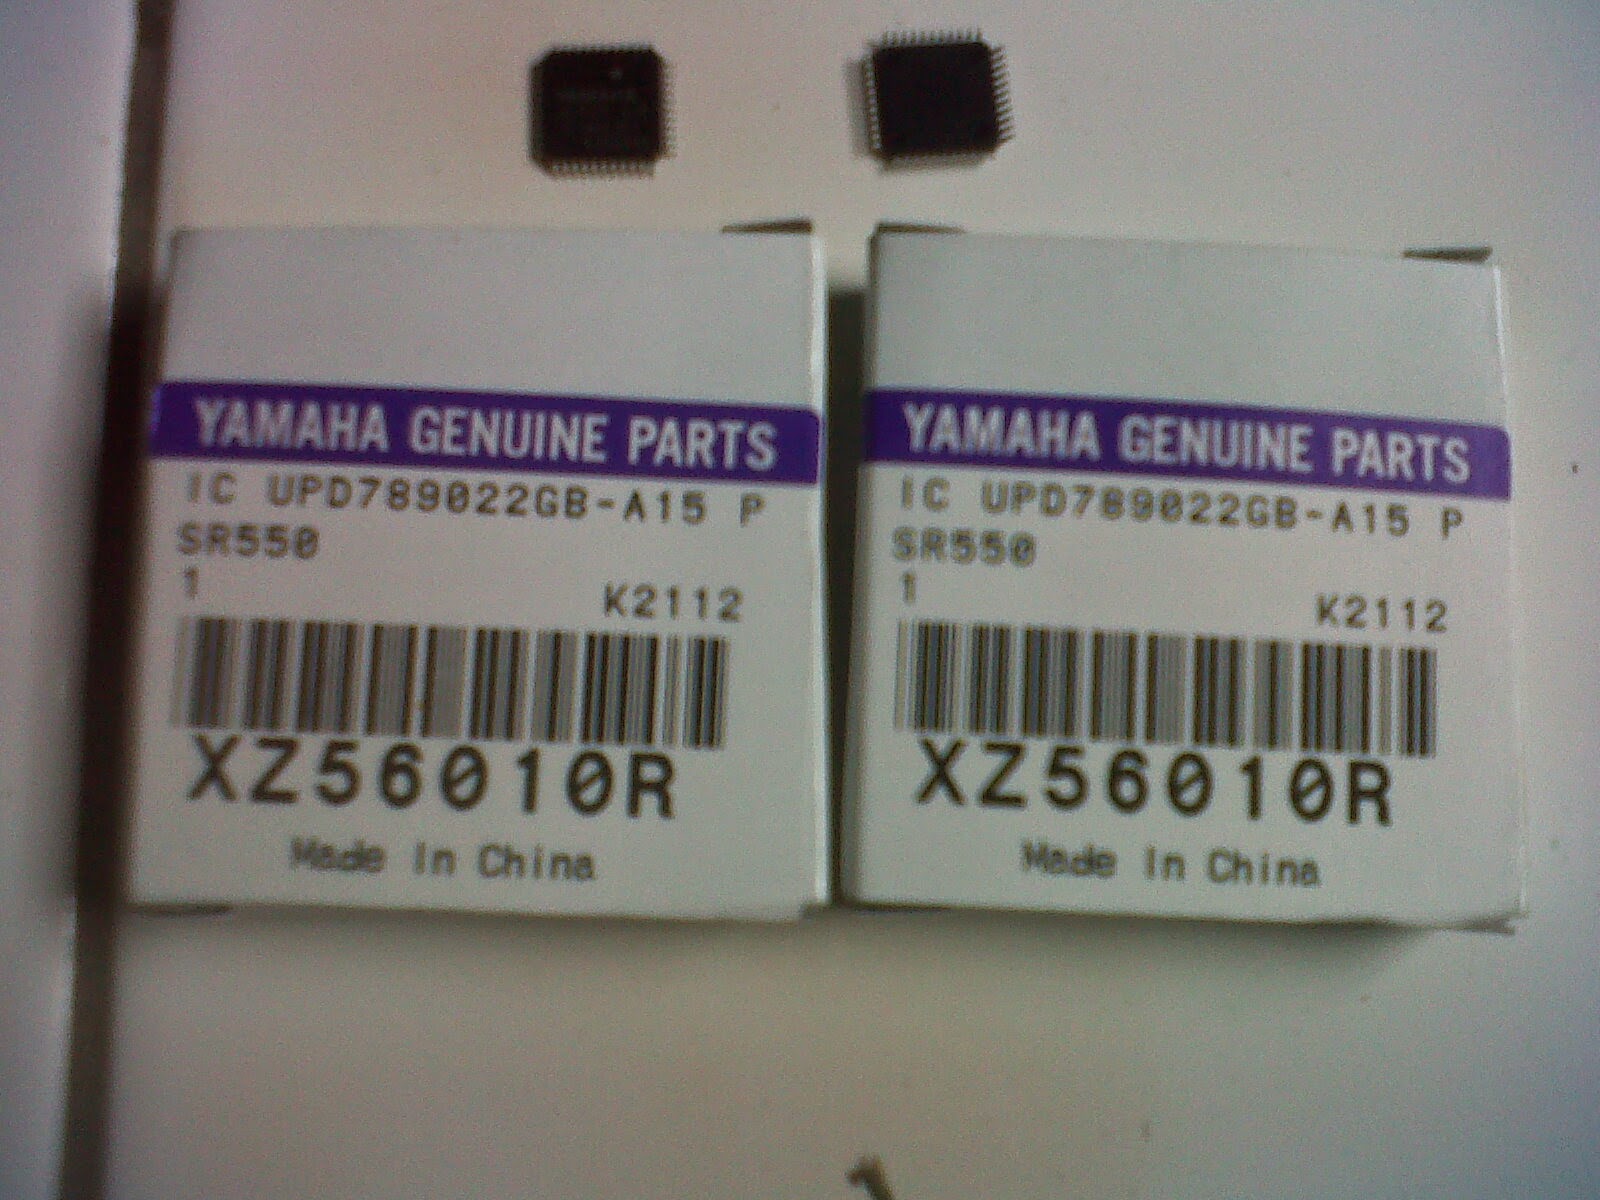 YAMAHA GENUINE PARTS
IC UPD789022GB-A15 P
SR550
1
K2112
XZ56010R
Made In China
YAMAHA GENUINE PARTS
IC UPD789022GB-A15 P
SR550
1
K2112
XZ56010R
Made In China